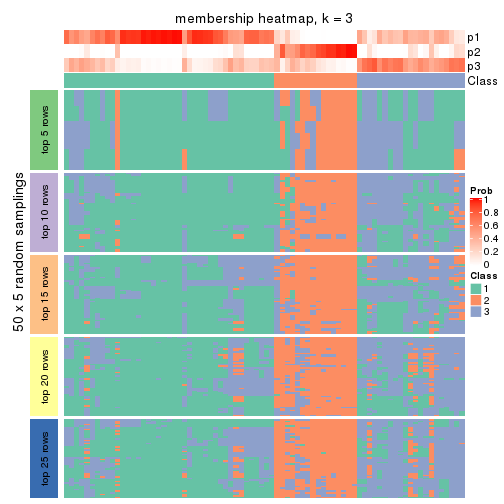 membership heatmap, k = 3
p1
p2
p3
Class
50 x 5 random samplings
top 5 rows
top 10 rows
top 15 rows
top 20 rows
top 25 rows
Prob
1
0.8
0.6
0.4
0.2
0
Class
1
2
3